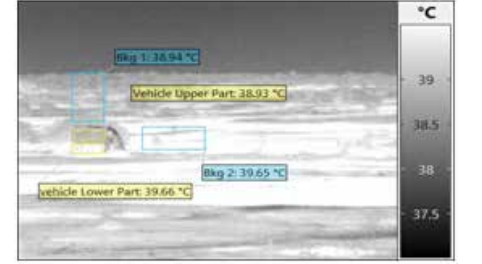 °C
Bkg 1: 38.94 °C
39
Vehicle Upper Part: 38.93 °C
38.5
38
Bkg 2: 39.65 °C
vehicle Lower Part: 39.66 °C
37.5